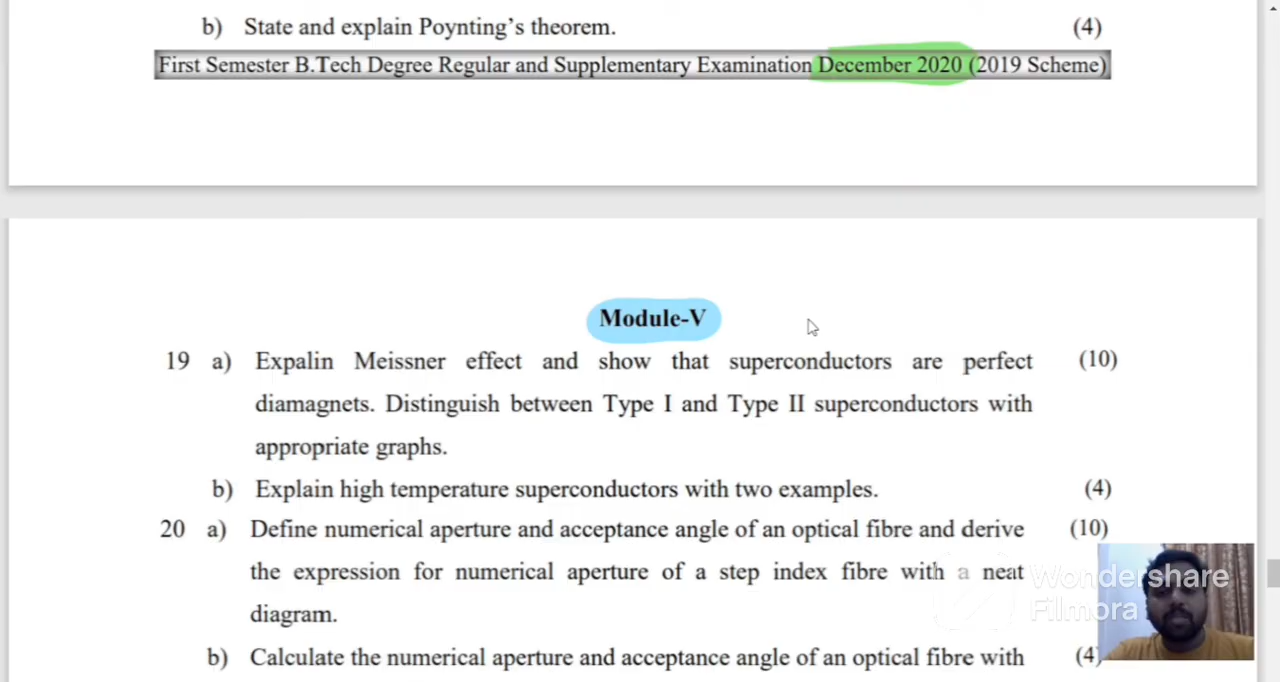 b) State and explain Poynting's theorem. (4)
First Semester B.Tech Degree Regular and Supplementary Examination December 2020 (2019 Scheme)
Module-V
19 a) Expalin Meissner effect and show that superconductors are perfect (10)
diamagnets. Distinguish between Type I and Type II superconductors with
appropriate graphs.
b) Explain high temperature superconductors with two examples. (4)
20 a) Define numerical aperture and acceptance angle of an optical fibre and derive (10)
the expression for numerical aperture of a step index fibre with a neat
diagram.
b) Calculate the numerical aperture and acceptance angle of an optical fibre with (4)
Wondershare
Filmora